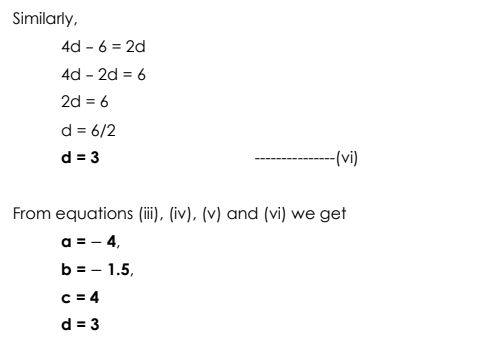 Similarly,
4d – 6 = 2d
4d – 2d = 6
2d = 6
d = 6/2
d = 3 ---------------(vi)
From equations (iii), (iv), (v) and (vi) we get
a = – 4,
b = – 1.5,
c = 4
d = 3